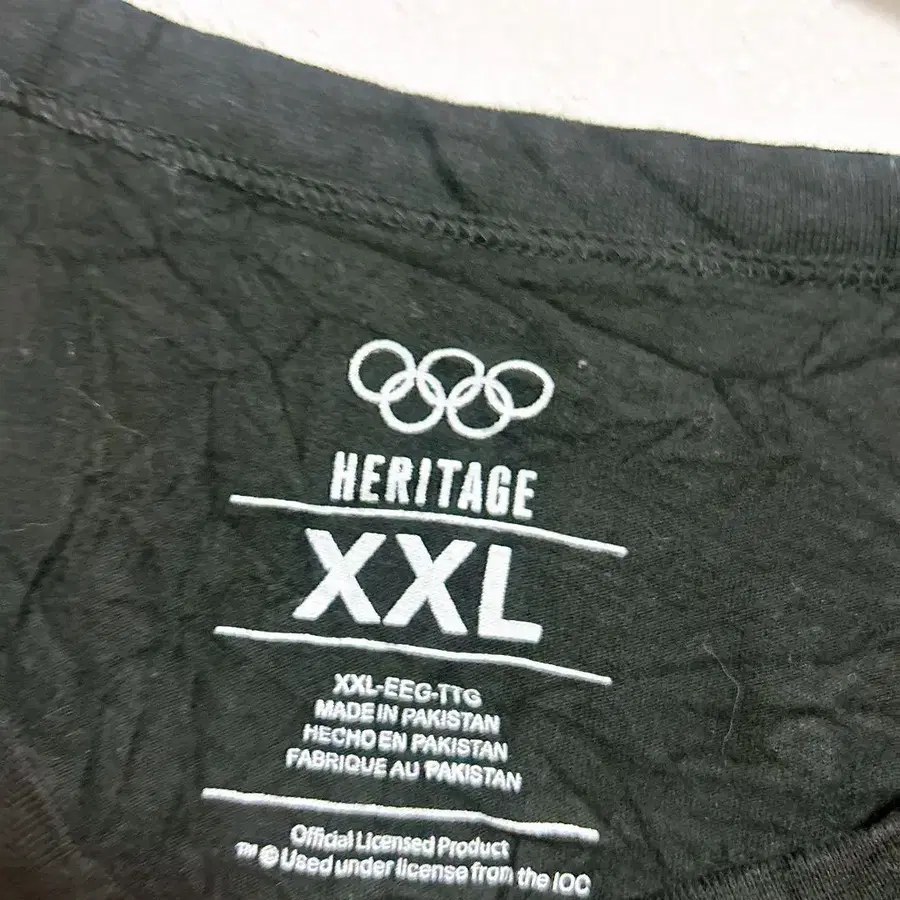 HERITAGE
XXL
XXL-EEG-TTG
MADE IN PAKISTAN
HECHO EN PAKISTAN
FABRIQUE AU PAKISTAN
Official Licensed Product
™ © Used under license from the IOC